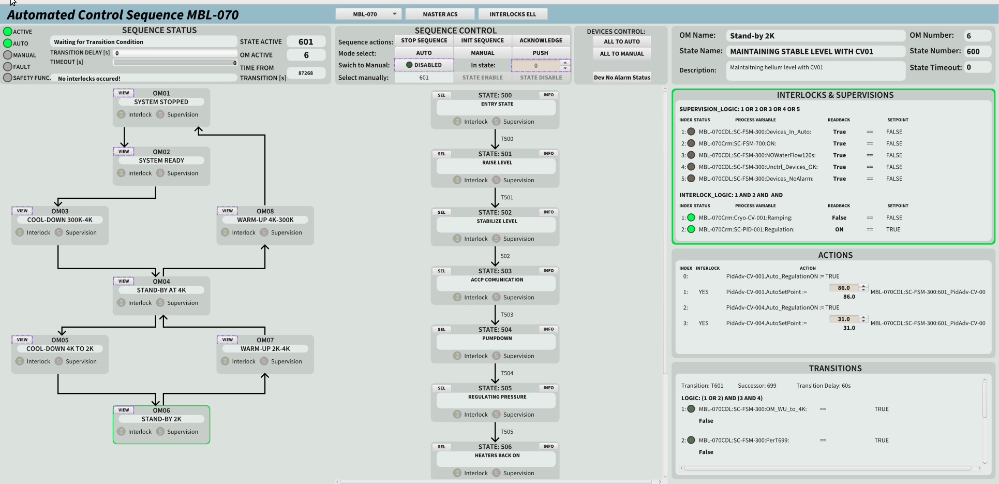 Automated Control Sequence MBL-070
MBL-070
MASTER ACS
INTERLOCKS ELL
SEQUENCE STATUS
ACTIVE
AUTO
MANUAL
FAULT
SAFETY FUNC.
Waiting for Transition Condition
TRANSITION DELAY [s]
0
TIMEOUT [s]
0
No interlocks occured!
STATE ACTIVE
601
OM ACTIVE
6
TIME FROM
TRANSITION [s]
87268
SEQUENCE CONTROL
Sequence actions:
STOP SEQUENCE
INIT SEQUENCE
ACKNOWLEDGE
Mode select:
AUTO
MANUAL
PUSH
Swich to Manual:
DISABLED
In state:
0
Select manually:
601
STATE ENABLE
STATE DISABLE
DEVICES CONTROL:
ALL TO AUTO
ALL TO MANUAL
Dev No Alarm Status
OM Name:
Stand-by 2K
OM Number:
6
State Name:
MAINTAINING STABLE LEVEL WITH CV01
State Number:
600
Description:
Maintaitning helium level with CV01
State Timeout:
0
VIEW
OM01
SYSTEM STOPPED
Interlock
Supervision
VIEW
OM02
SYSTEM READY
Interlock
Supervision
VIEW
OM03
COOL-DOWN 300K-4K
Interlock
Supervision
VIEW
OM08
WARM-UP 4K-300K
Interlock
Supervision
VIEW
OM04
STAND-BY AT 4K
Interlock
Supervision
VIEW
OM05
COOL-DOWN 4K TO 2K
Interlock
Supervision
VIEW
OM07
WARM-UP 2K-4K
Interlock
Supervision
VIEW
OM06
STAND-BY 2K
Interlock
Supervision
SEL
STATE: 500
INFO
ENTRY STATE
Interlock
Supervision
T500
SEL
STATE: 501
INFO
RAISE LEVEL
Interlock
Supervision
T501
SEL
STATE: 502
INFO
STABILIZE LEVEL
Interlock
Supervision
502
SEL
STATE: 503
INFO
ACCP COMUNICATION
Interlock
Supervision
T503
SEL
STATE: 504
INFO
PUMPDOWN
Interlock
Supervision
T504
SEL
STATE: 505
INFO
REGULATING PRESSURE
Interlock
Supervision
T505
SEL
STATE: 506
INFO
HEATERS BACK ON
Interlock
Supervision
INTERLOCKS & SUPERVISIONS
SUPERVISION_LOGIC: 1 OR 2 OR 3 OR 4 OR 5
INDEX STATUS PROCESS VARIABLE READBACK SETPOINT
1: MBL-070CDL:SC-FSM-300:Devices_In_Auto: True == FALSE
2: MBL-070Crm:SC-FSM-700:ON: True == FALSE
3: MBL-070CDL:SC-FSM-300:NOWaterFlow120s: True == FALSE
4: MBL-070CDL:SC-FSM-300:Unctrl_Devices_OK: True == FALSE
5: MBL-070CDL:SC-FSM-300:Devices_NoAlarm: True == FALSE
INTERLOCK_LOGIC: 1 AND 2 AND AND
INDEX STATUS PROCESS VARIABLE READBACK SETPOINT
1: MBL-070Crm:Cryo-CV-001:Ramping: False == FALSE
2: MBL-070Crm:SC-PID-001:Regulation: ON == TRUE
ACTIONS
INDEX INTERLOCK ACTION
0: PidAdv-CV-001.Auto_RegulationON := TRUE
1: YES PidAdv-CV-001.AutoSetPoint := 86.0 MBL-070CDL:SC-FSM-300:601_PidAdv-CV-00
86.0
2: PidAdv-CV-004.Auto_RegulationON := TRUE
3: YES PidAdv-CV-004.AutoSetPoint := 31.0 MBL-070CDL:SC-FSM-300:601_PidAdv-CV-00
31.0
TRANSITIONS
Transition: T601 Successor: 699 Transition Delay: 60s
LOGIC: (1 OR 2) AND (3 AND 4)
1: MBL-070CDL:SC-FSM-300:OM_WU_to_4K: == TRUE
False
2: MBL-070CDL:SC-FSM-300:PerT699: == TRUE
False